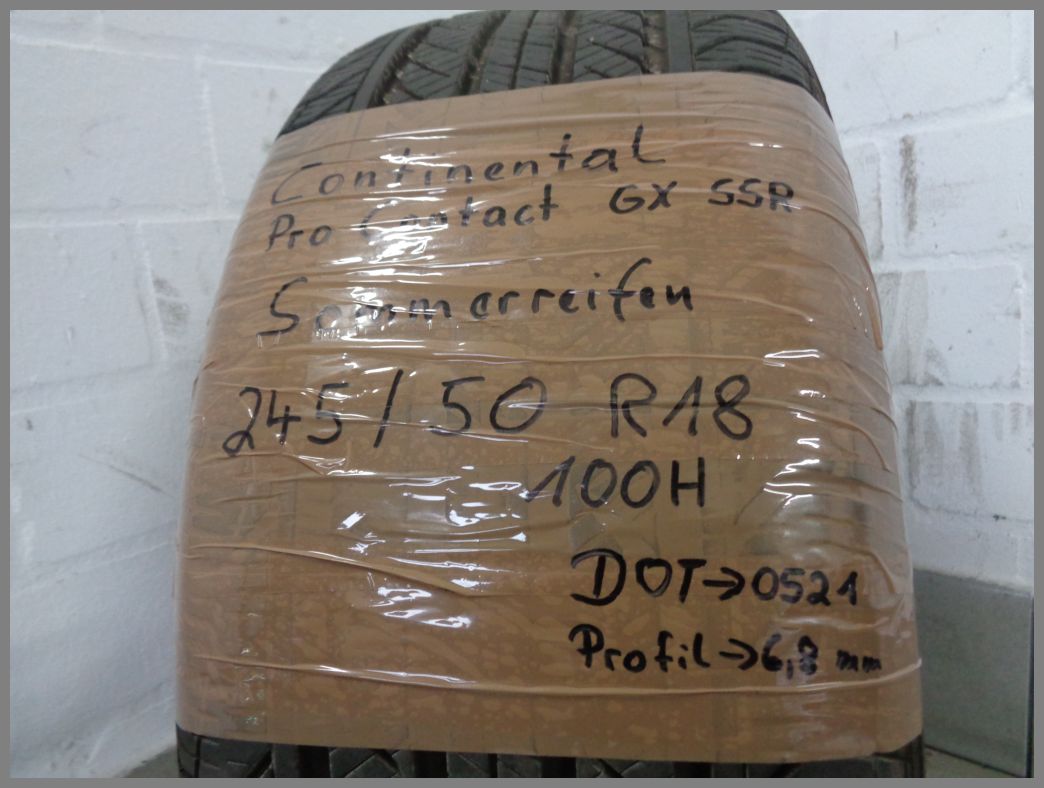 Continental
Pro Contact GX SSR
Sommerreifen
245/50 R18
100H
DOT→0521
Profil→6,8 mm